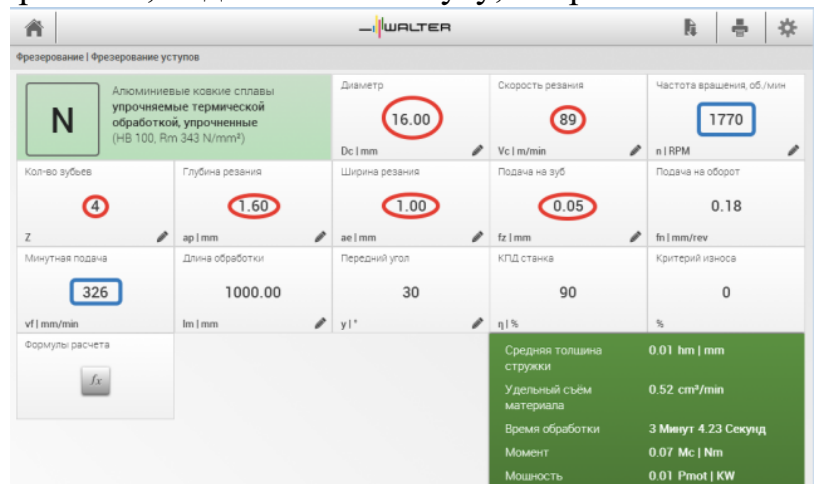 WALTER
Фрезерование | Фрезерование уступов
N
Алюминиевые ковкие сплавы
упрочняемые термической
обработкой, упрочненные
(HB 100, Rm 343 N/mm²)
Диаметр
16.00
Dc | mm
Скорость резания
89
Vc | m/min
Частота вращения, об./мин
1770
n | RPM
Кол-во зубьев
4
Z
Глубина резания
1.60
ap | mm
Ширина резания
1.00
ae | mm
Подача на зуб
0.05
fz | mm
Подача на оборот
0.18
fn | mm/rev
Минутная подача
326
vf | mm/min
Длина обработки
1000.00
lm | mm
Передний угол
30
γ | °
КПД станка
90
η | %
Критерий износа
0
%
Формулы расчета
fx
Средняя толщина
стружки
0.01 hm | mm
Удельный съём
материала
0.52 cm³/min
Время обработки
3 Минут 4.23 Секунд
Момент
0.07 Mc | Nm
Мощность
0.01 Pmot | KW